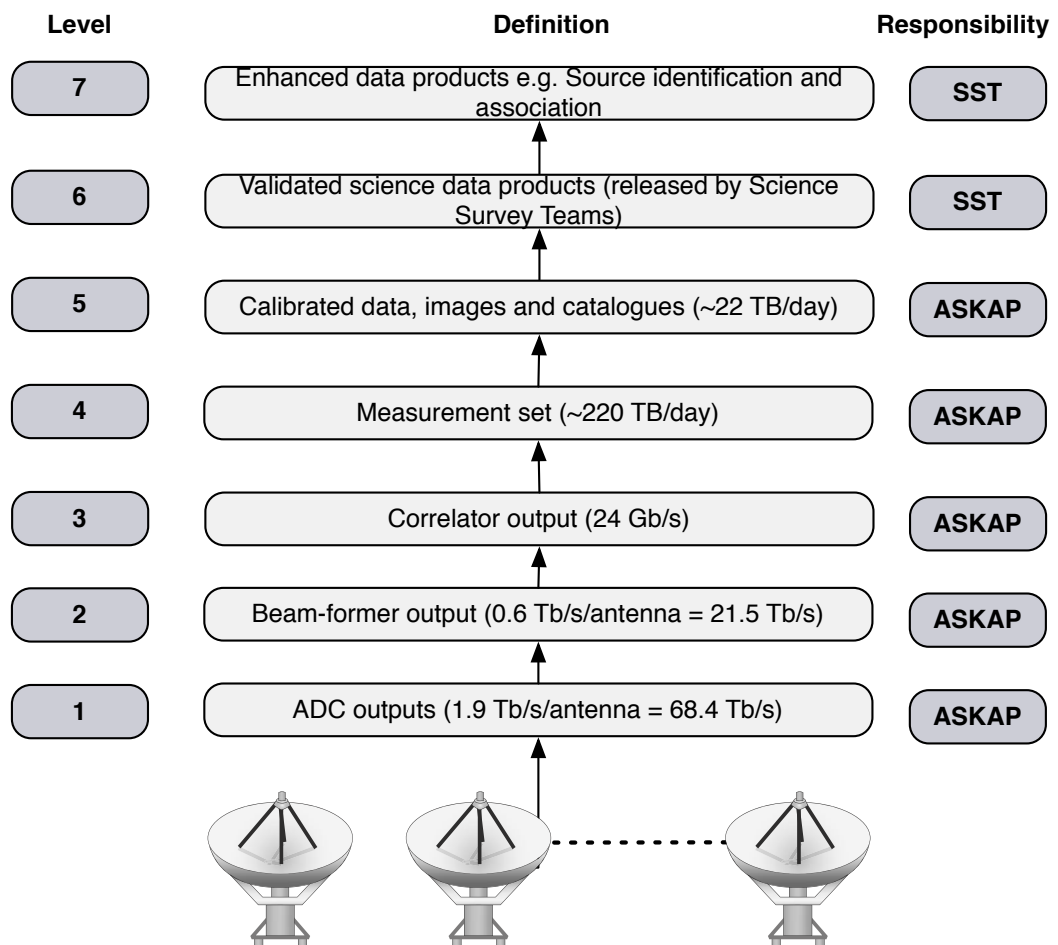 Level Definition Responsibility
7 Enhanced data products e.g. Source identification and SST
association
6 Validated science data products (released by Science SST
Survey Teams)
5 Calibrated data, images and catalogues (~22 TB/day) ASKAP
4 Measurement set (~220 TB/day) ASKAP
3 Correlator output (24 Gb/s) ASKAP
2 Beam-former output (0.6 Tb/s/antenna = 21.5 Tb/s) ASKAP
1 ADC outputs (1.9 Tb/s/antenna = 68.4 Tb/s) ASKAP